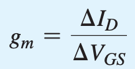 g_m = ΔI_D / ΔV_GS